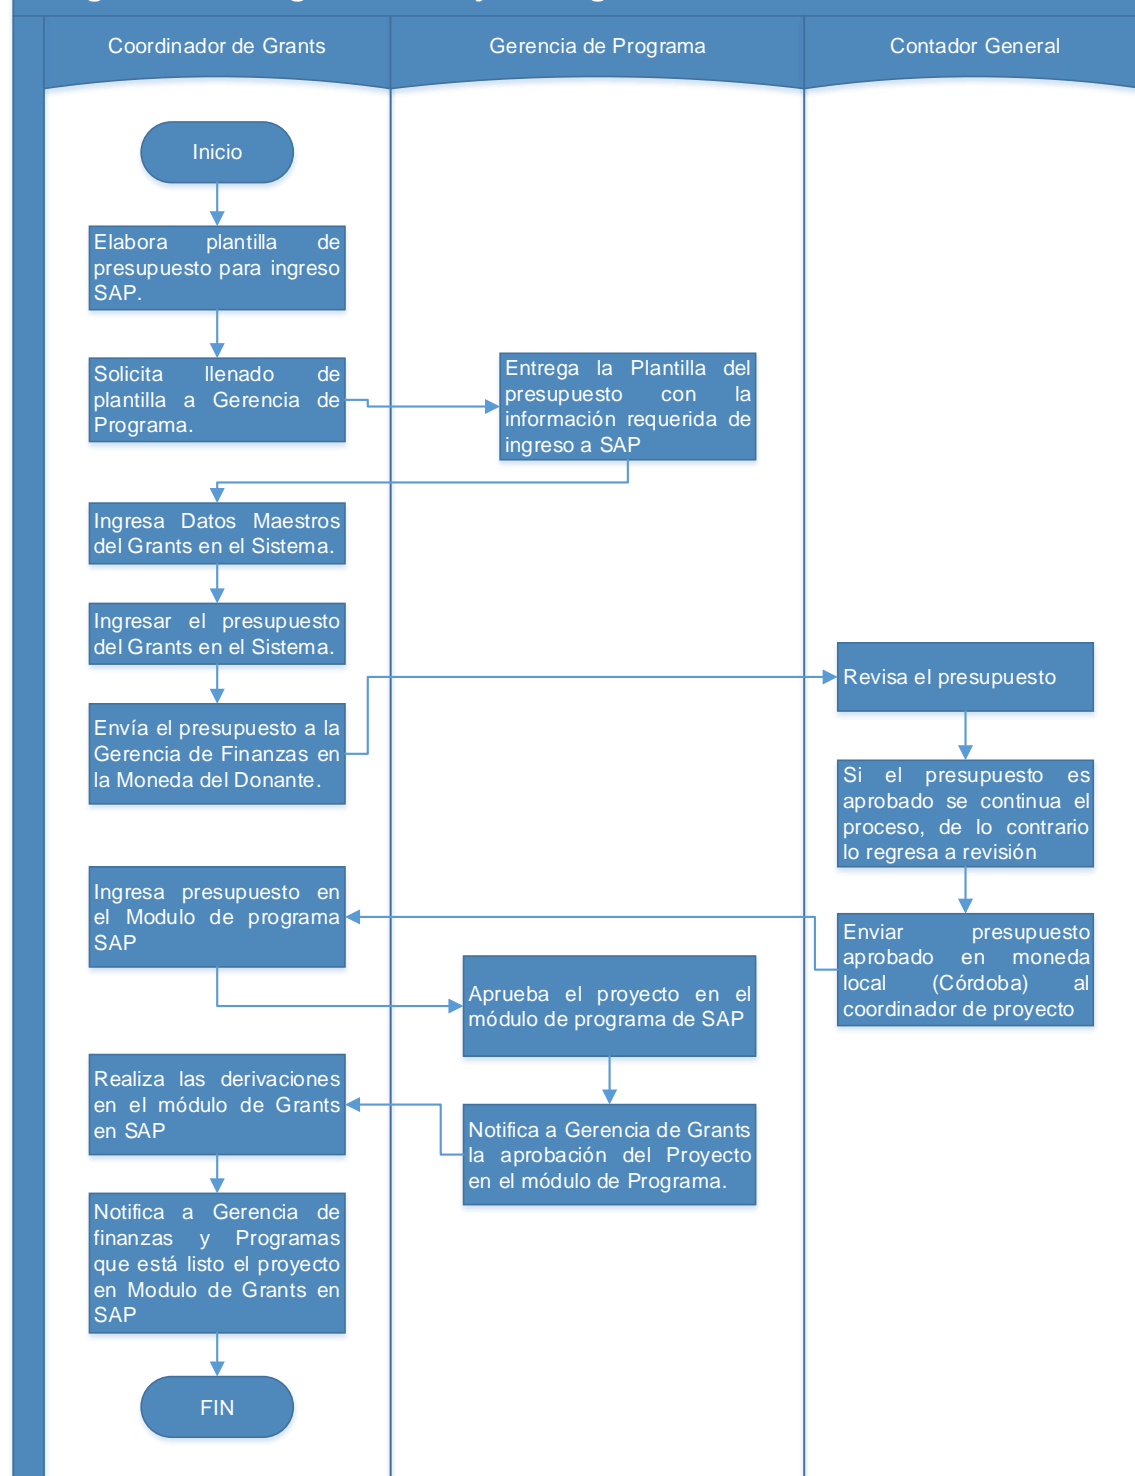 Coordinador de Grants
Gerencia de Programa
Contador General
Inicio
Elabora plantilla de
presupuesto para ingreso
SAP.
Solicita llenado de
plantilla a Gerencia de
Programa.
Entrega la Plantilla del
presupuesto con la
información requerida de
ingreso a SAP
Ingresa Datos Maestros
del Grants en el Sistema.
Ingresar el presupuesto
del Grants en el Sistema.
Envía el presupuesto a la
Gerencia de Finanzas en
la Moneda del Donante.
Revisa el presupuesto
Si el presupuesto es
aprobado se continua el
proceso, de lo contrario
lo regresa a revisión
Enviar presupuesto
aprobado en moneda
local (Córdoba) al
coordinador de proyecto
Ingresa presupuesto en
el Modulo de programa
SAP
Aprueba el proyecto en el
módulo de programa de SAP
Notifica a Gerencia de Grants
la aprobación del Proyecto
en el módulo de Programa.
Realiza las derivaciones
en el módulo de Grants
en SAP
Notifica a Gerencia de
finanzas y Programas
que está listo el proyecto
en Modulo de Grants en
SAP
FIN